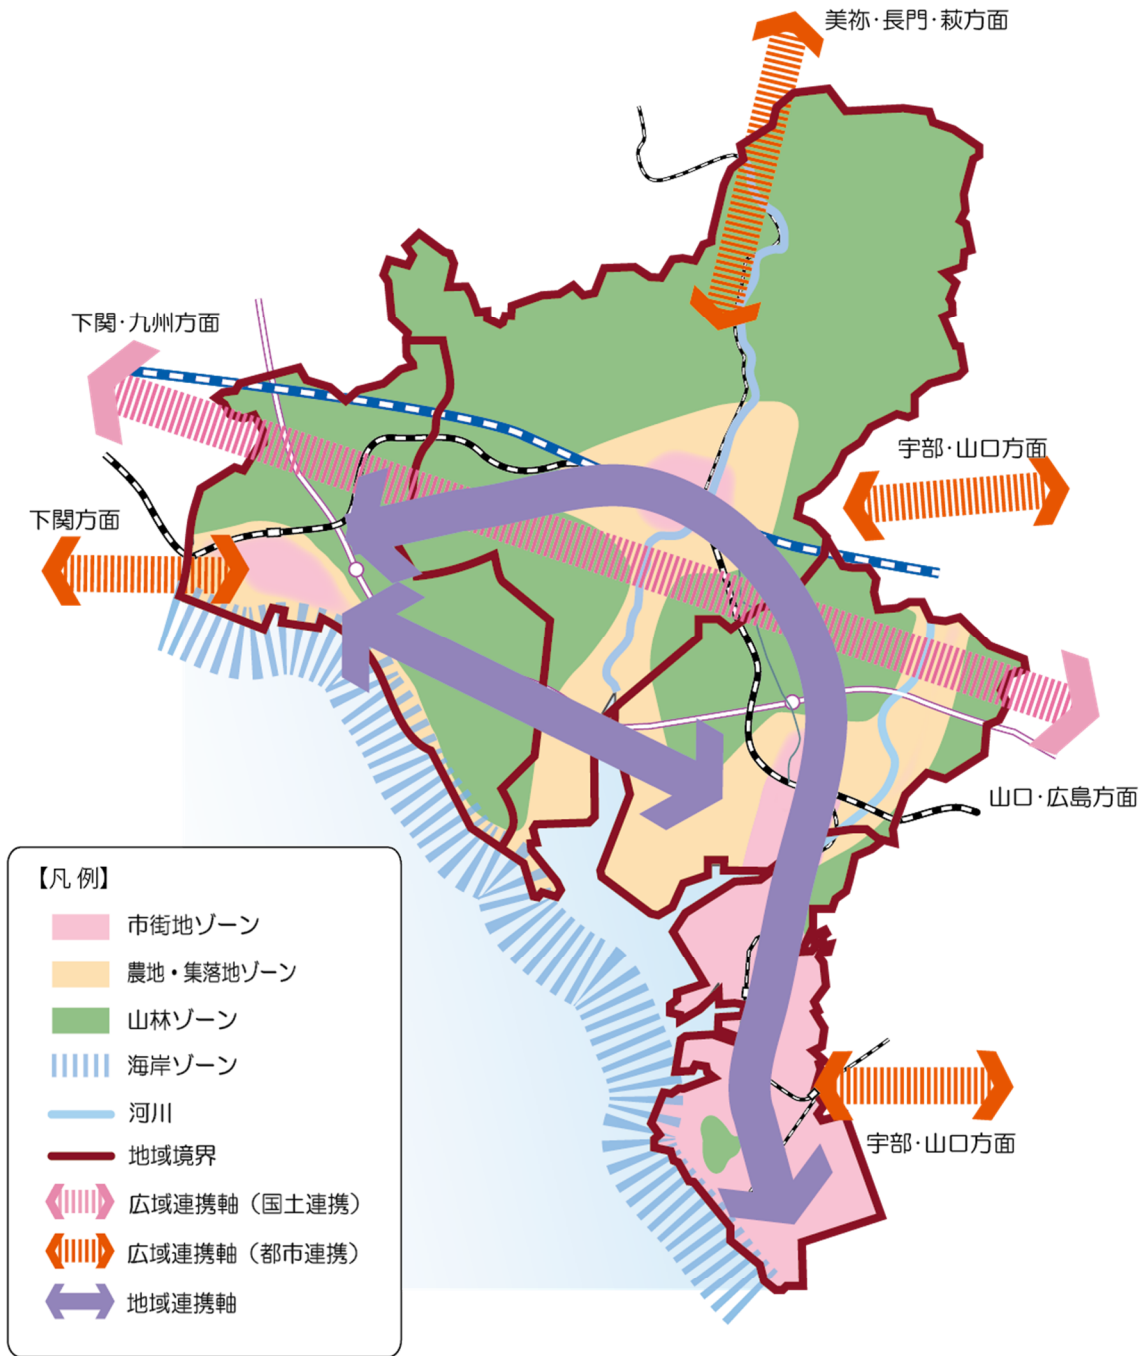 美祢・長門・萩方面
下関・九州方面
宇部・山口方面
下関方面
山口・広島方面
宇部・山口方面
【凡 例】
市街地ゾーン
農地・集落地ゾーン
山林ゾーン
海岸ゾーン
河川
地域境界
広域連携軸（国土連携）
広域連携軸（都市連携）
地域連携軸